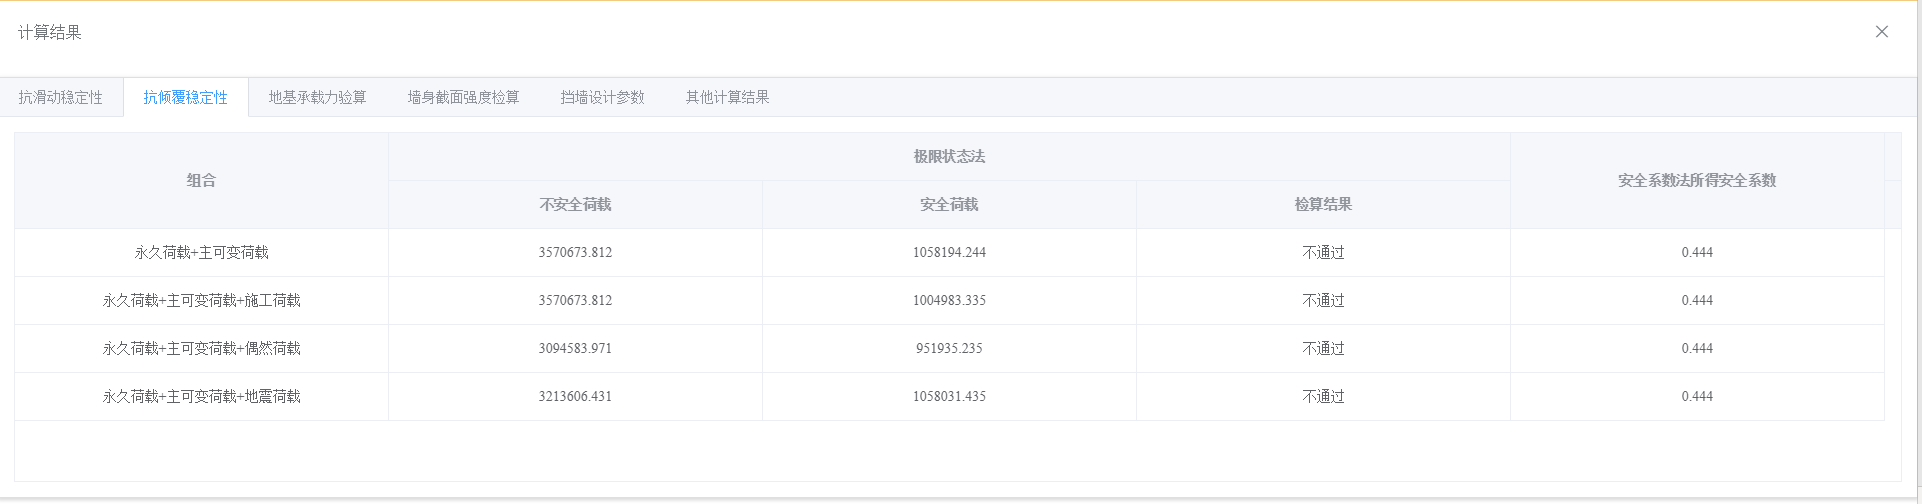 计算结果
抗滑动稳定性 抗倾覆稳定性 地基承载力验算 墙身截面强度检算 挡墙设计参数 其他计算结果
组合 极限状态法 安全系数法所得安全系数
不安全荷载 安全荷载 检算结果
永久荷载+主可变荷载 3570673.812 1058194.244 不通过 0.444
永久荷载+主可变荷载+施工荷载 3570673.812 1004983.335 不通过 0.444
永久荷载+主可变荷载+偶然荷载 3094583.971 951935.235 不通过 0.444
永久荷载+主可变荷载+地震荷载 3213606.431 1058031.435 不通过 0.444